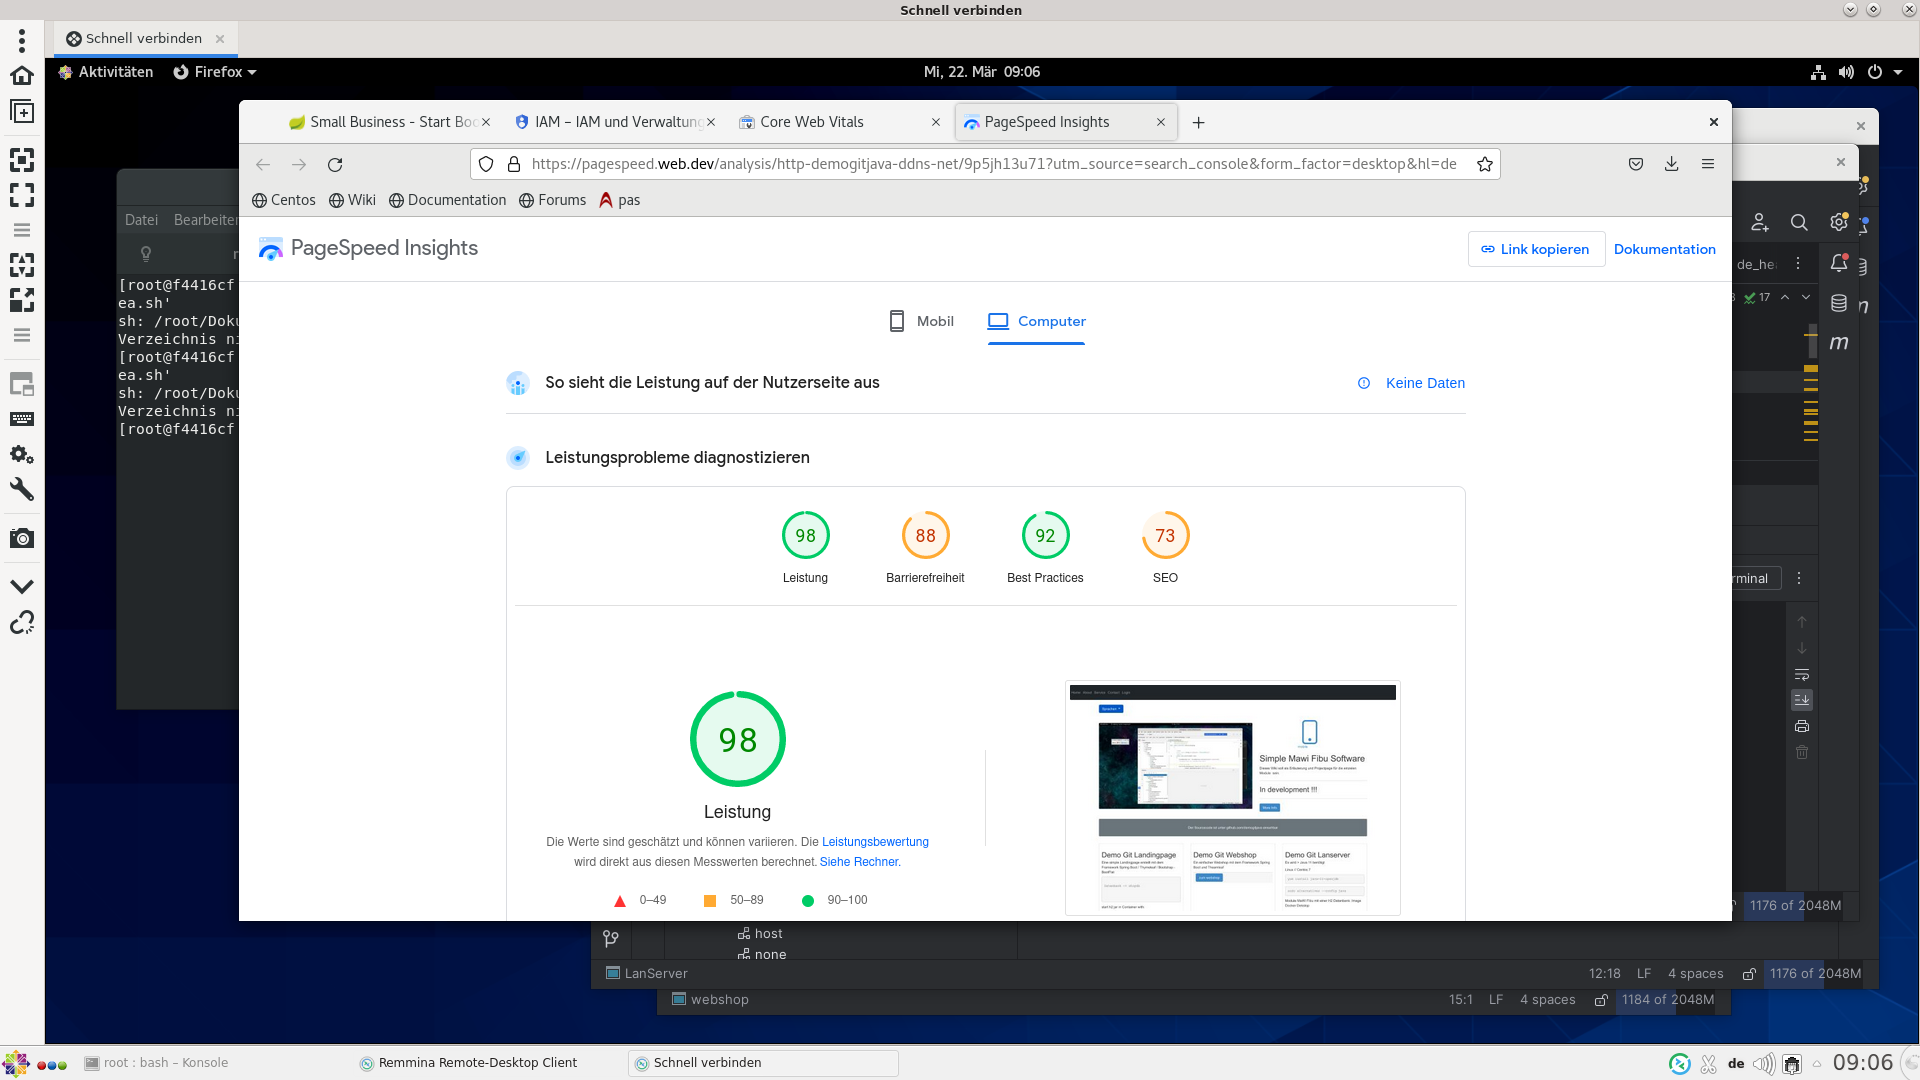 Schnell verbinden
Schnell verbinden
Aktivitäten
Firefox
Mi, 22. Mär 09:06
Small Business - Start Boo
IAM – IAM und Verwaltung
Core Web Vitals
PageSpeed Insights
https://pagespeed.web.dev/analysis/http-demogitjava-ddns-net/9p5jh13u71?utm_source=search_console&form_factor=desktop&hl=de
Centos
Wiki
Documentation
Forums
pas
Datei
Bearbeiten
[root@f4416cf
ea.sh'
sh: /root/Doku
Verzeichnis ni
[root@f4416cf
ea.sh'
sh: /root/Doku
Verzeichnis ni
[root@f4416cf
PageSpeed Insights
Link kopieren
Dokumentation
de_he
17
Mobil
Computer
So sieht die Leistung auf der Nutzerseite aus
Keine Daten
Leistungsprobleme diagnostizieren
98
88
92
73
Leistung
Barrierefreiheit
Best Practices
SEO
rminal
98
Leistung
Die Werte sind geschätzt und können variieren. Die Leistungsbewertung
wird direkt aus diesen Messwerten berechnet. Siehe Rechner.
0–49
50–89
90–100
Simple Mawi Fibu Software
In development !!!
Demo Git Landingpage
Demo Git Webshop
Demo Git Lanserver
1176 of 2048M
host
none
LanServer
12:18
LF
4 spaces
1176 of 2048M
webshop
15:1
LF
4 spaces
1184 of 2048M
root : bash – Konsole
Remmina Remote-Desktop Client
Schnell verbinden
de
09:06